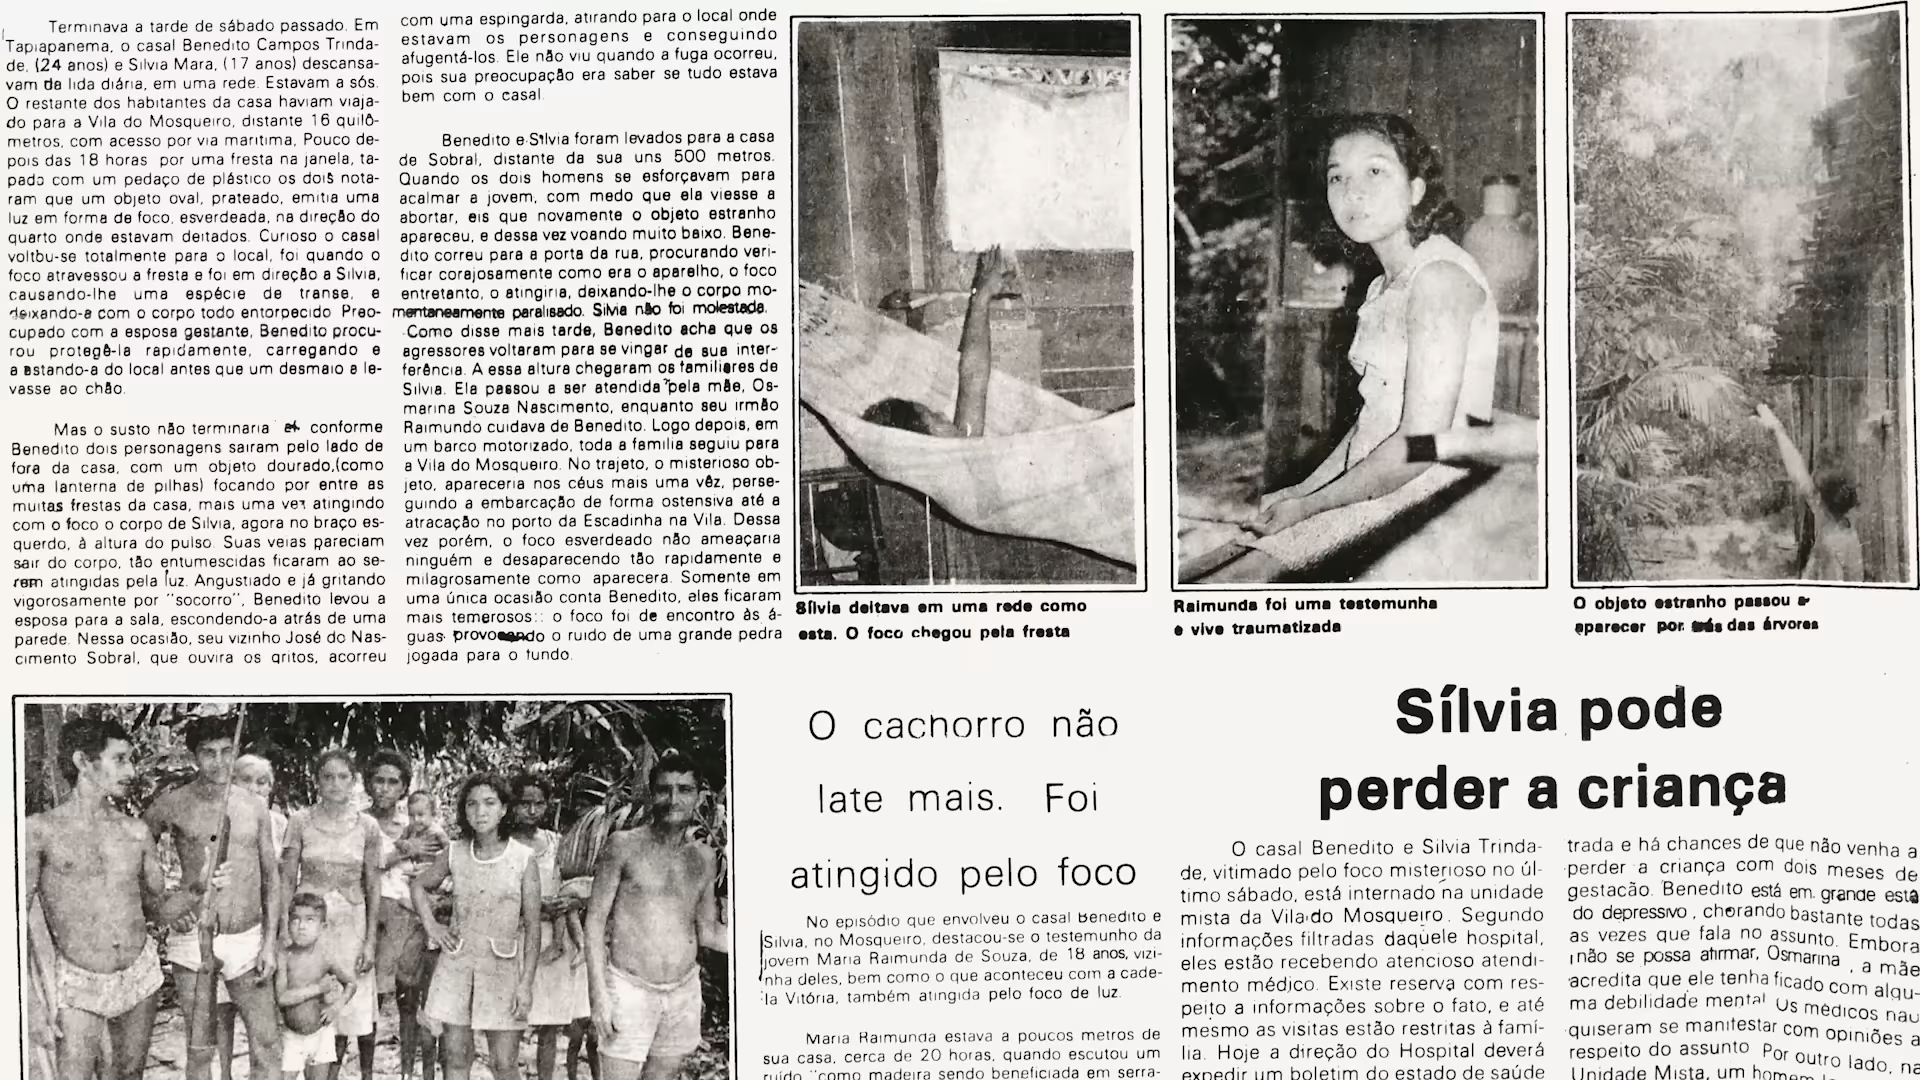 Terminava a tarde de sábado passado. Em
Tapiapanema, o casal Benedito Campos Trinda-
de, (24 anos) e Silvia Mara, (17 anos) descansa-
vam da lida diária, em uma rede. Estavam a sós.
O restante dos habitantes da casa haviam viaja-
do para a Vila do Mosqueiro, distante 16 quilô-
metros, com acesso por via marítima, Pouco de-
pois das 18 horas por uma fresta na janela, ta-
pada com um pedaço de plástico os dois nota-
ram que um objeto oval, prateado, emitia uma
luz em forma de foco, esverdeada, na direção do
quarto onde estavam deitados. Curioso o casal
voltou-se totalmente para o local, foi quando o
foco atravessou a fresta e foi em direção a Silvia,
causando-lhe uma espécie de transe, e
deixando-a com o corpo todo entorpecido Preo-
cupado com a esposa gestante, Benedito procu-
rou protegê-la rapidamente, carregando e
a astando-a do local antes que um desmaio a le-
vasse ao chão.
Mas o susto não terminaria conforme
Benedito dois personagens sairam pelo lado de
fora da casa, com um objeto dourado,(como
uma lanterna de pilhas) focando por entre as
muitas frestas da casa, mais uma vez atingindo
com o foco o corpo de Silvia, agora no braço es-
querdo, à altura do pulso. Suas veias pareciam
sair do corpo, tão entumescidas ficaram ao se-
rem atingidas pela luz. Angustiado e já gritando
vigorosamente por "socorro", Benedito levou a
esposa para a sala, escondendo-a atrás de uma
parede. Nessa ocasião, seu vizinho José do Nas-
cimento Sobral, que ouvira os gritos, acorreu
com uma espingarda, atirando para o local onde
estavam os personagens e conseguindo
afugentá-los. Ele não viu quando a fuga ocorreu,
pois sua preocupação era saber se tudo estava
bem com o casal.
Benedito e Silvia foram levados para a casa
de Sobral, distante da sua uns 500 metros.
Quando os dois homens se esforçavam para
acalmar a jovem, com medo que ela viesse a
abortar, eis que novamente o objeto estranho
apareceu, e dessa vez voando muito baixo. Bene-
dito correu para a porta da rua, procurando veri-
ficar corajosamente como era o aparelho, o foco
entretanto, o atingiria, deixando-lhe o corpo mo-
mentaneamente paralisado. Silvia não foi molestada.
Como disse mais tarde, Benedito acha que os
agressores voltaram para se vingar de sua inter-
ferência. A essa altura chegaram os familiares de
Silvia. Ela passou a ser atendida pela mãe, Os-
marina Souza Nascimento, enquanto seu irmão
Raimundo cuidava de Benedito. Logo depois, em
um barco motorizado, toda a familia seguiu para
a Vila do Mosqueiro. No trajeto, o misterioso ob-
jeto, apareceria nos céus mais uma vêz, perse-
guindo a embarcação de forma ostensiva até a
atracação no porto da Escadinha na Vila. Dessa
vez porém, o foco esverdeado não ameaçaria
ninguém e desaparecendo tão rapidamente e
milagrosamente como aparecera. Somente em
uma única ocasião conta Benedito, eles ficaram
mais temerosos:: o foco foi de encontro às á-
guas provocando o ruido de uma grande pedra
jogada para o fundo.
Sílvia deitava em uma rede como
esta. O foco chegou pela fresta
Raimunda foi uma testemunha
e vive traumatizada
O objeto estranho passou a
aparecer por trás das árvores
O cachorro não
late mais. Foi
atingido pelo foco
No episódio que envolveu o casal Benedito e
Silvia, no Mosqueiro, destacou-se o testemunho da
jovem Maria Raimunda de Souza, de 18 anos, vizi-
nha deles, bem como o que aconteceu com a cade-
la Vitória, também atingida pelo foco de luz.
Maria Raimunda estava a poucos metros de
sua casa, cerca de 20 horas, quando escutou um
ruído "como madeira sendo beneficiada em serra-
Sílvia pode
perder a criança
O casal Benedito e Silvia Trinda-
de, vitimado pelo foco misterioso no úl-
timo sábado, está internado na unidade
mista da Vila do Mosqueiro. Segundo
informações filtradas daquele hospital,
eles estão recebendo atencioso atendi-
mento médico. Existe reserva com res-
peito a informações sobre o fato, e até
mesmo as visitas estão restritas à famí-
lia. Hoje a direção do Hospital deverá
expedir um boletim do estado de saúde
trada e há chances de que não venha a
perder a criança com dois meses de
gestacão. Benedito está em grande esta
do depressivo, chorando bastante todas
as vezes que fala no assunto. Embora
não se possa afirmar, Osmarina, a mãe
acredita que ele tenha ficado com algu-
ma debilidade mental Os médicos não
quiseram se manifestar com opiniões a
respeito do assunto Por outro lado, na
Unidade Mista, um homem